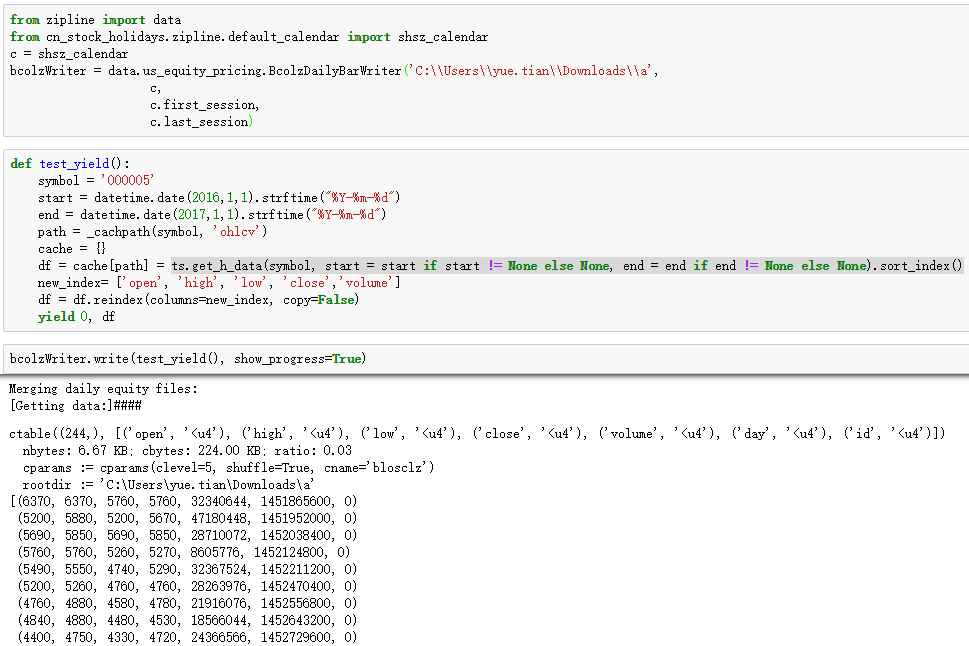 from zipline import data
from cn_stock_holidays.zipline.default_calendar import shsz_calendar
c = shsz_calendar
bcolzWriter = data.us_equity_pricing.BcolzDailyBarWriter('C:\\Users\\yue.tian\\Downloads\\a',
                    c,
                    c.first_session,
                    c.last_session)
def test_yield():
    symbol = '000005'
    start = datetime.date(2016,1,1).strftime("%Y-%m-%d")
    end = datetime.date(2017,1,1).strftime("%Y-%m-%d")
    path = _cachpath(symbol, 'ohlcv')
    cache = {}
    df = cache[path] = ts.get_h_data(symbol, start = start if start != None else None, end = end if end != None else None).sort_index()
    new_index= ['open', 'high', 'low', 'close','volume']
    df = df.reindex(columns=new_index, copy=False)
    yield 0, df
bcolzWriter.write(test_yield(), show_progress=True)
Merging daily equity files:
[Getting data:]####
ctable((244,), [('open', '<u4'), ('high', '<u4'), ('low', '<u4'), ('close', '<u4'), ('volume', '<u4'), ('day', '<u4'), ('id', '<u4')])
  nbytes: 6.67 KB; cbytes: 224.00 KB; ratio: 0.03
  cparams := cparams(clevel=5, shuffle=True, cname='blosclz')
  rootdir := 'C:\Users\yue.tian\Downloads\a'
[(6370, 6370, 5760, 5760, 32340644, 1451865600, 0)
 (5200, 5880, 5200, 5670, 47180448, 1451952000, 0)
 (5690, 5850, 5690, 5850, 28710072, 1452038400, 0)
 (5760, 5760, 5260, 5270, 8605776, 1452124800, 0)
 (5490, 5550, 4740, 5290, 32367524, 1452211200, 0)
 (5200, 5260, 4760, 4760, 28263976, 1452470400, 0)
 (4760, 4880, 4580, 4780, 21916076, 1452556800, 0)
 (4840, 4880, 4480, 4530, 18566044, 1452643200, 0)
 (4400, 4750, 4330, 4720, 24366566, 1452729600, 0)